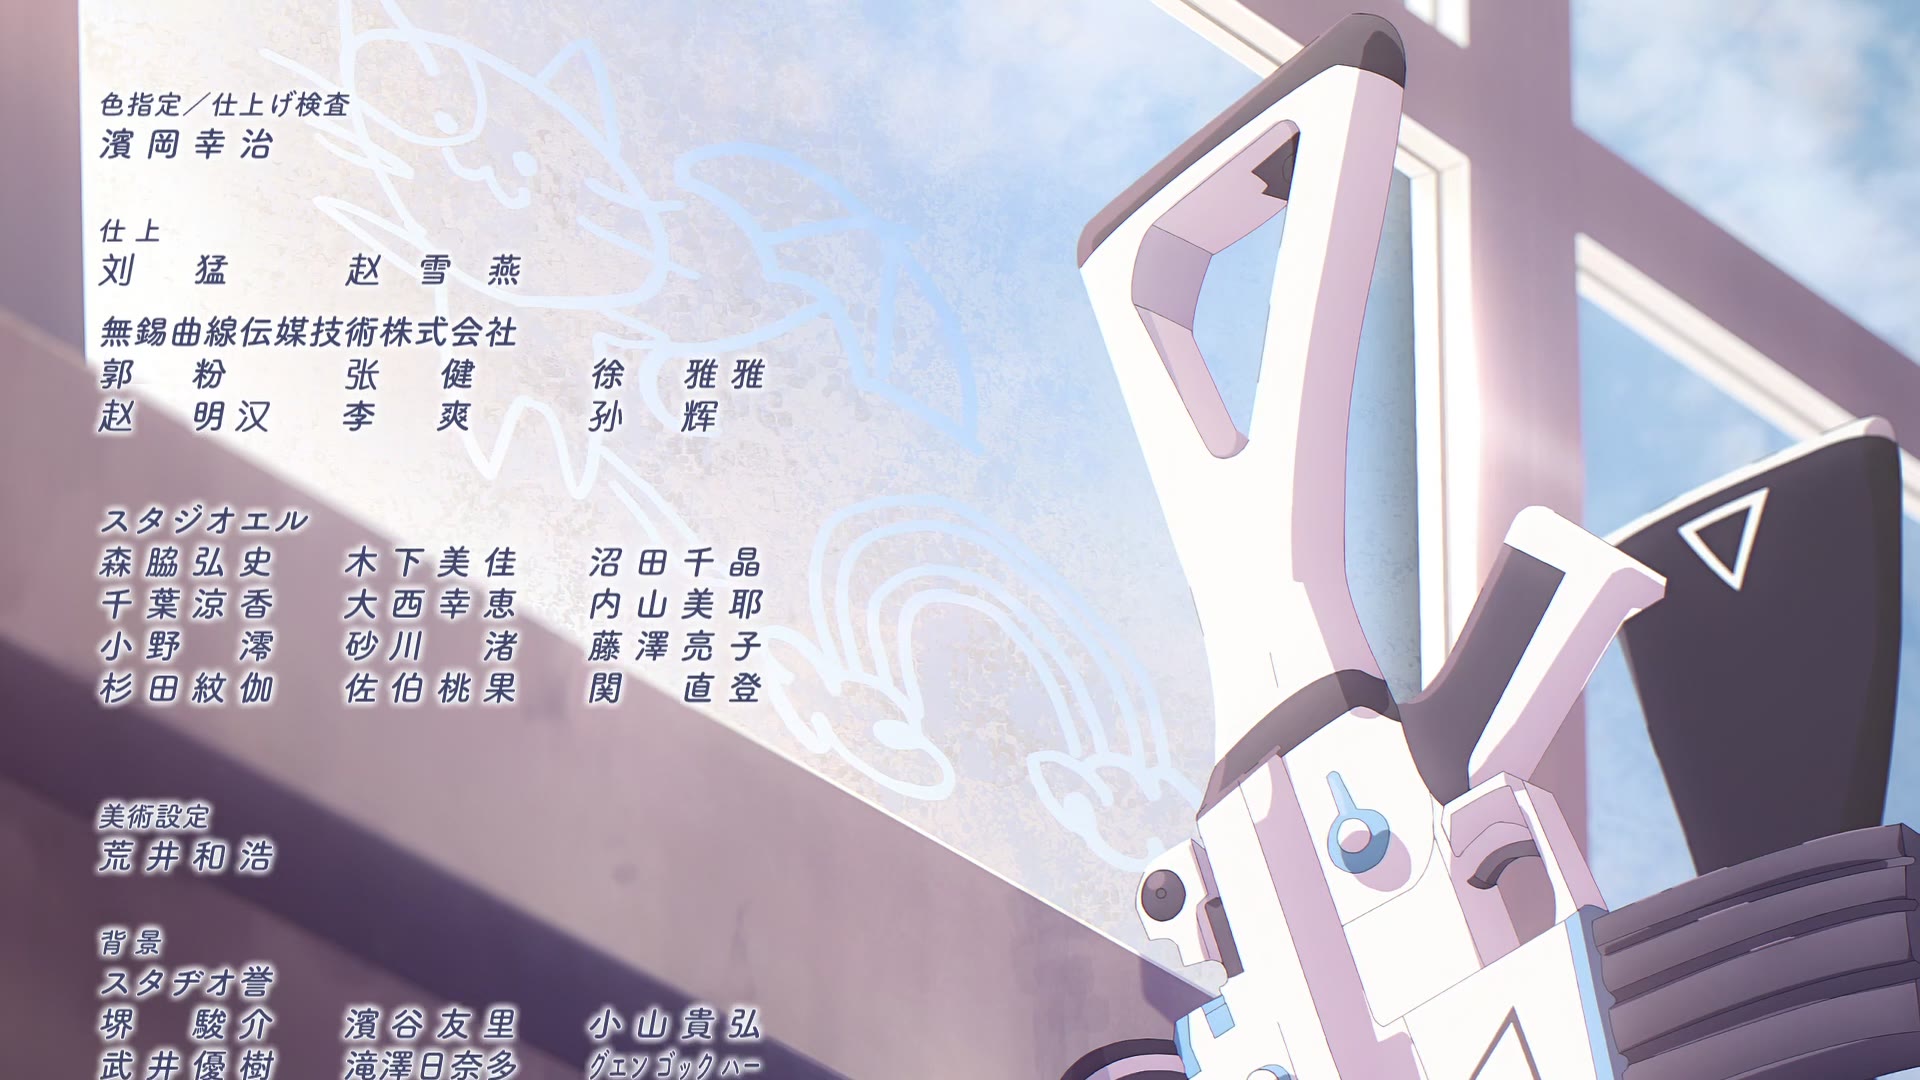 色指定／仕上げ検査
濱岡幸治
仕上
刘 猛 赵雪燕
無錫曲線伝媒技術株式会社
郭 粉 张 健 徐 雅雅
赵 明汉 李 爽 孙 辉
スタジオエル
森脇弘史 木下美佳 沼田千晶
千葉涼香 大西幸恵 内山美耶
小野 澪 砂川 渚 藤澤亮子
杉田紋伽 佐伯桃果 関 直登
美術設定
荒井和浩
背景
スタヂオ誉
堺 駿介 濱谷友里 小山貴弘
武井優樹 滝澤日奈多 グエンゴックハー